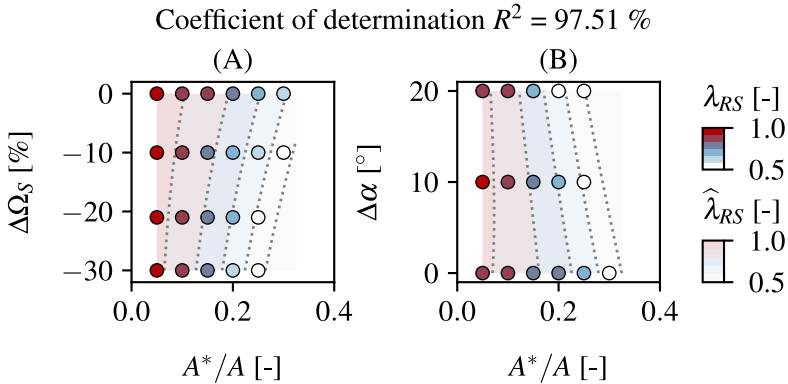 Coefficient of determination R² = 97.51 %
(A)
(B)
ΔΩ_S [%]
0
−10
−20
−30
0.0
0.2
0.4
A*/A [-]
Δα [°]
20
10
0
0.0
0.2
0.4
A*/A [-]
λ_RS [-]
1.0
0.5
λ̂_RS [-]
1.0
0.5